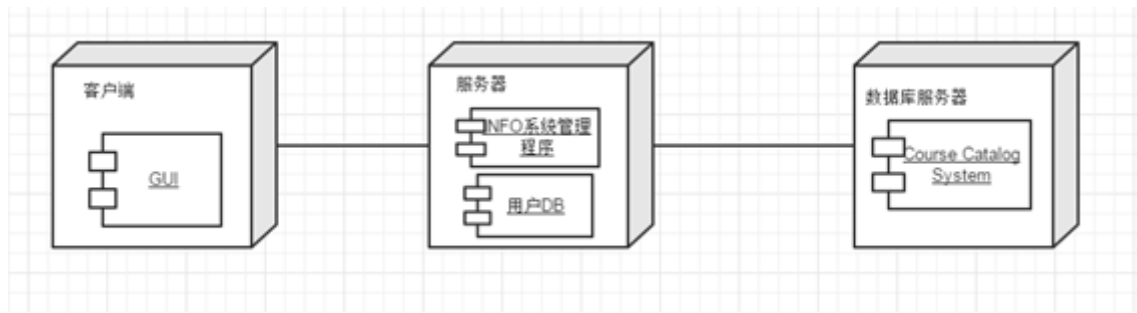 客户端
GUI
服务器
INFO系统管理
程序
用户DB
数据库服务器
Course Catalog
System